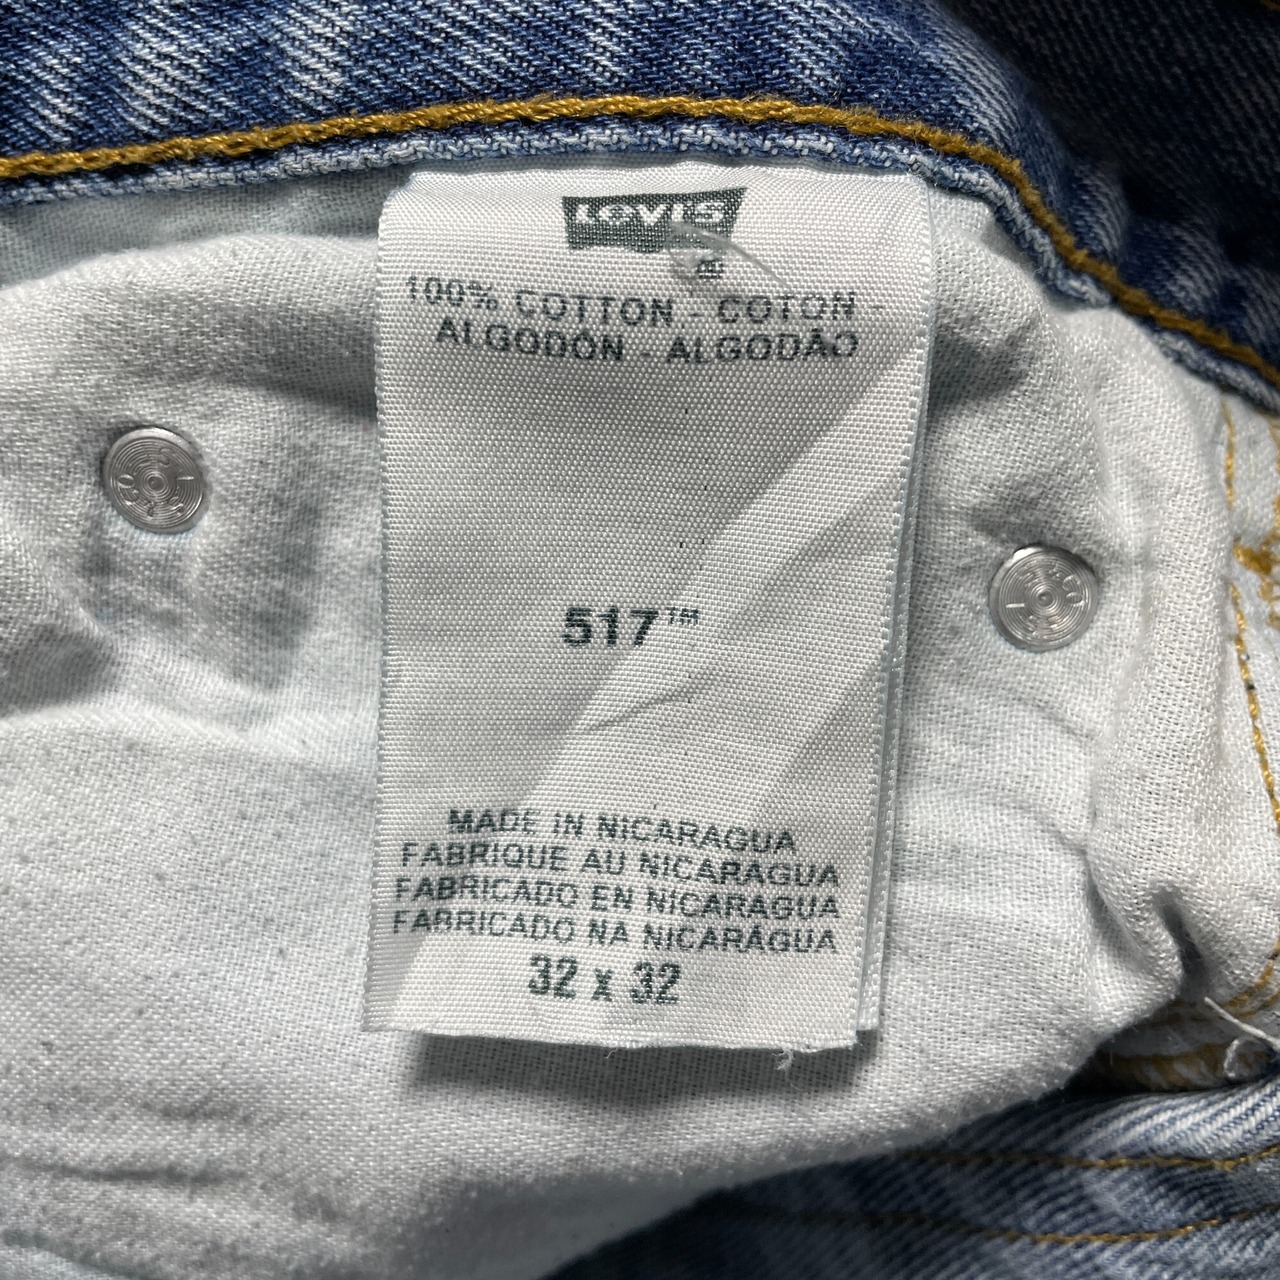 Levi's
®
100% COTTON - COTON -
ALGODÓN - ALGODÃO
517™
MADE IN NICARAGUA
FABRIQUE AU NICARAGUA
FABRICADO EN NICARAGUA
FABRICADO NA NICARÁGUA
32 x 32